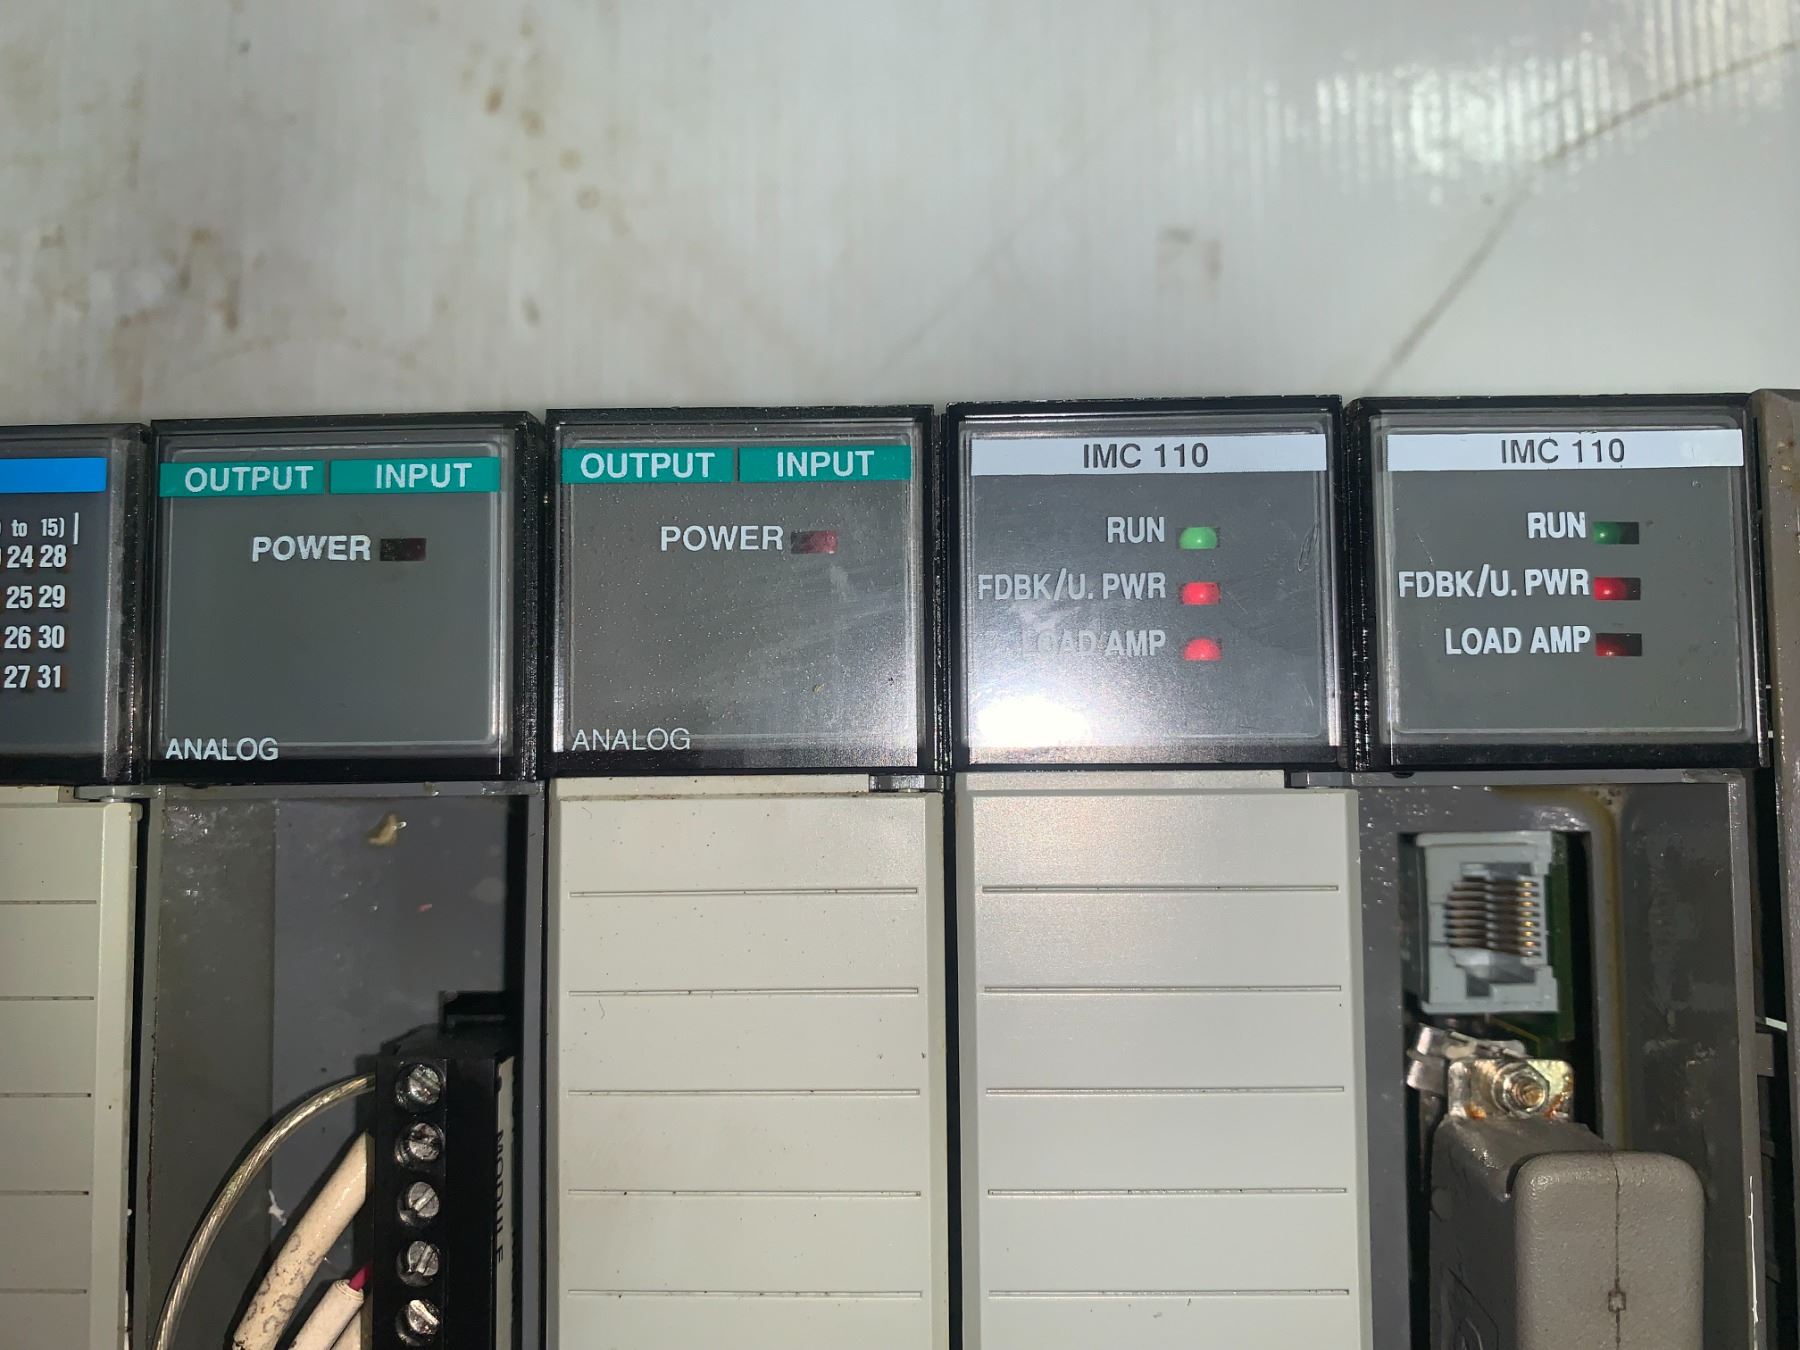 to 15)
24 28
25 29
26 30
27 31
OUTPUT INPUT
POWER
ANALOG
OUTPUT INPUT
POWER
ANALOG
IMC 110
RUN
FDBK/U. PWR
LOAD AMP
IMC 110
RUN
FDBK/U. PWR
LOAD AMP
MODULE